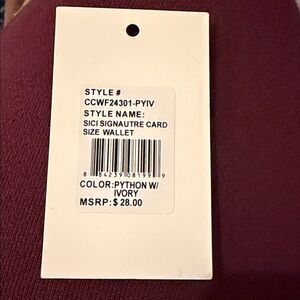 STYLE #
CCWF24301-PYIV
STYLE NAME:
SICI SIGNAUTRE CARD
SIZE WALLET
8 84239 08199 9
COLOR:PYTHON W/
IVORY
MSRP:$ 28.00